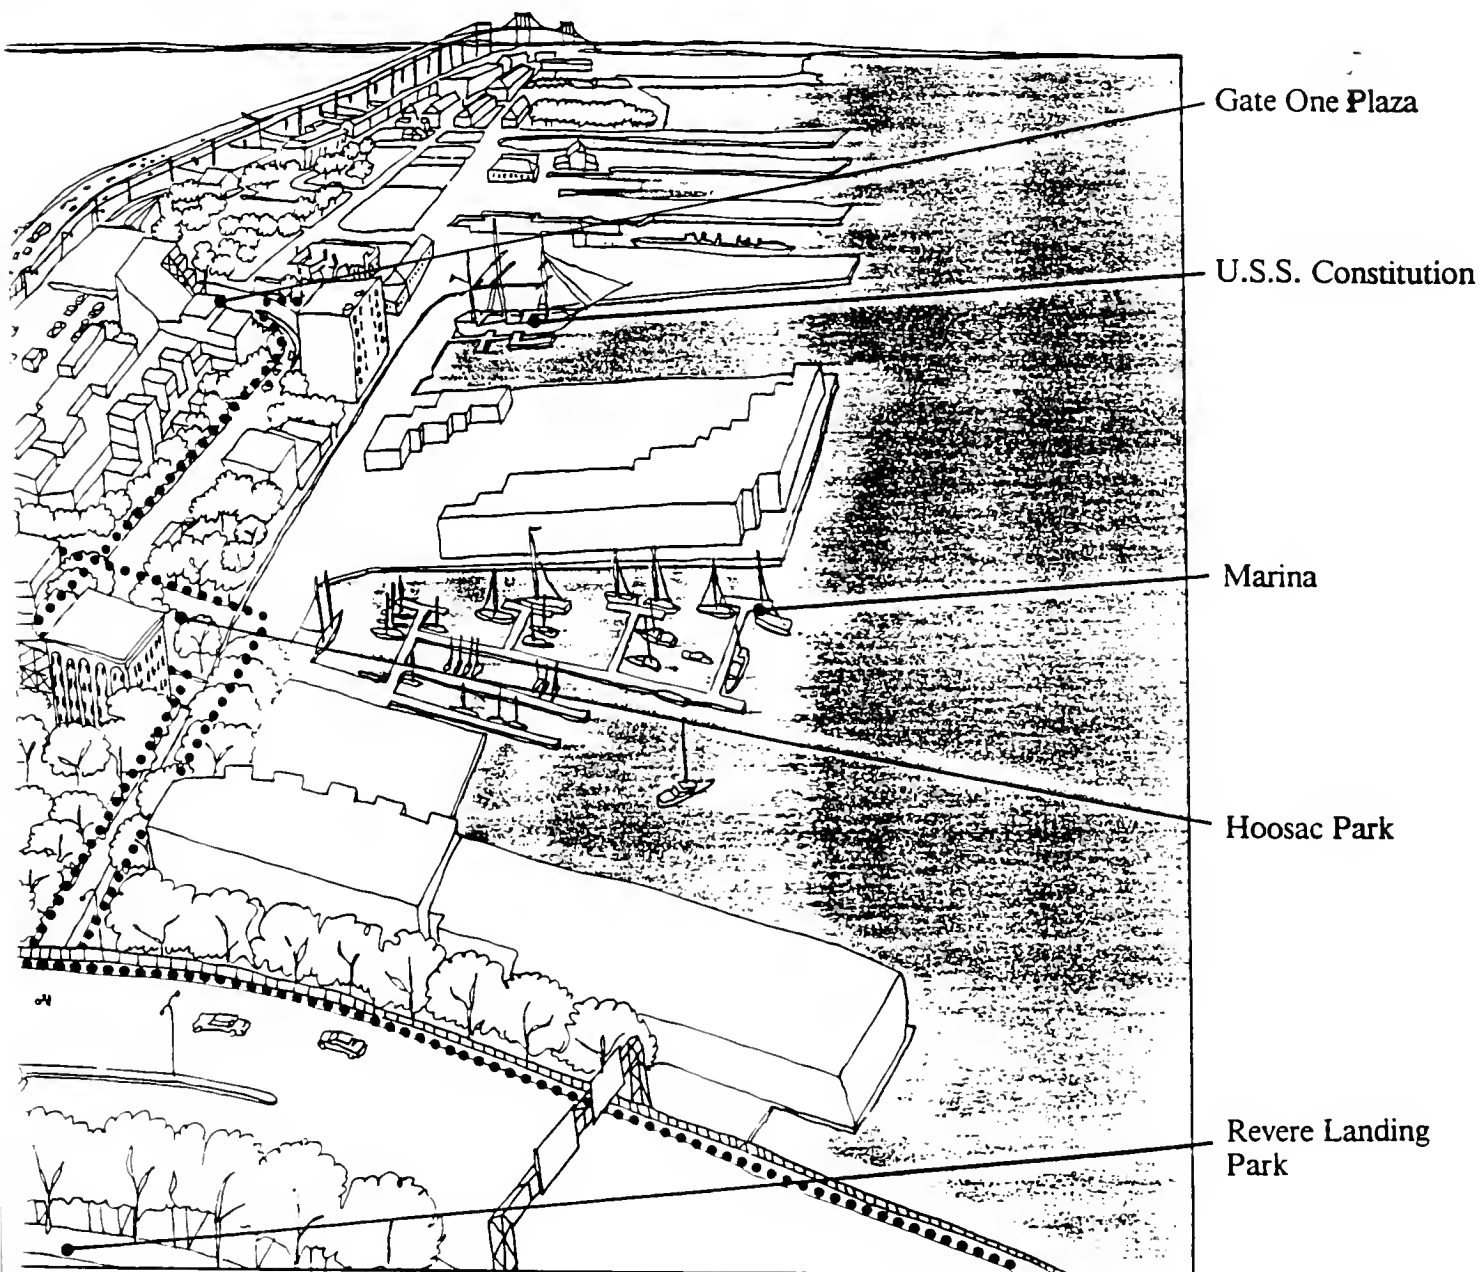 Gate One Plaza
U.S.S. Constitution
Marina
Hoosac Park
Revere Landing
Park